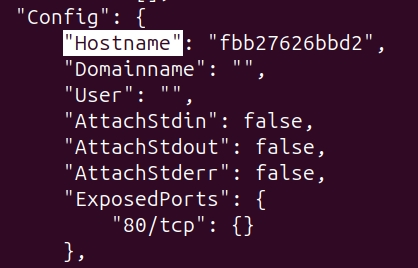 "Config": {
"Hostname": "fbb27626bbd2",
"Domainname": "",
"User": "",
"AttachStdin": false,
"AttachStdout": false,
"AttachStderr": false,
"ExposedPorts": {
"80/tcp": {}
},